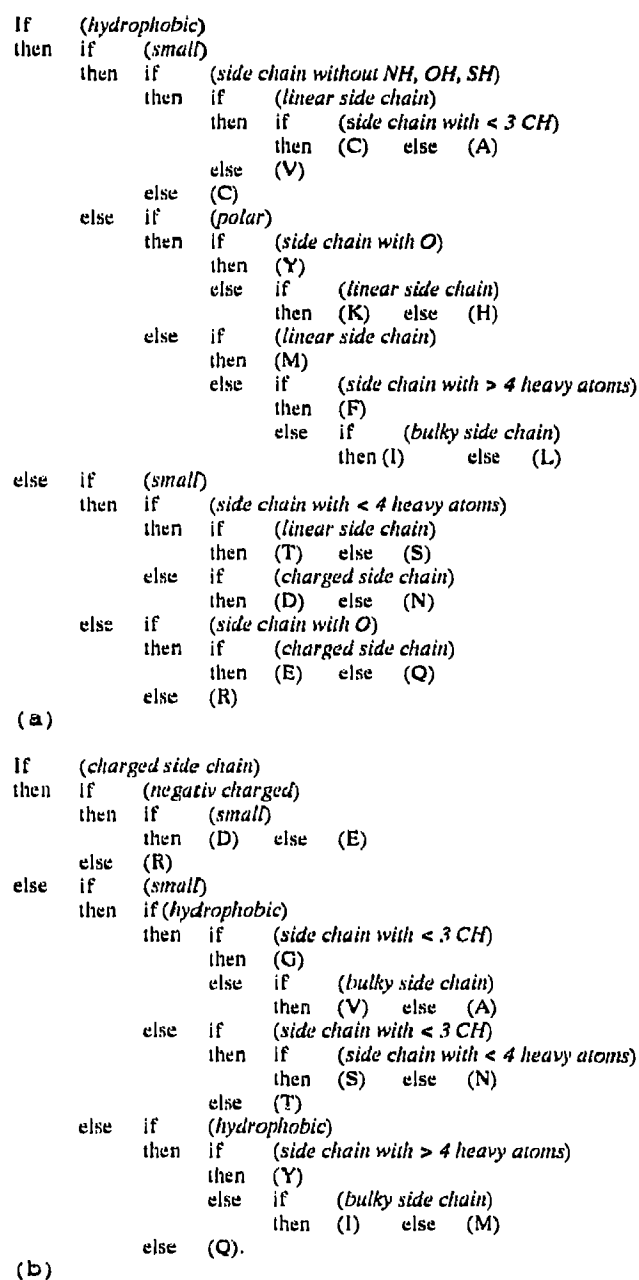 If (hydrophobic)
then if (small)
then if (side chain without NH, OH, SH)
then if (linear side chain)
then if (side chain with < 3 CH)
then (C) else (A)
else (V)
else (C)
else if (polar)
then if (side chain with O)
then (Y)
else if (linear side chain)
then (K) else (H)
else if (linear side chain)
then (M)
else if (side chain with > 4 heavy atoms)
then (F)
else if (bulky side chain)
then (I) else (L)
else if (small)
then if (side chain with < 4 heavy atoms)
then if (linear side chain)
then (T) else (S)
else if (charged side chain)
then (D) else (N)
else if (side chain with O)
then if (charged side chain)
then (E) else (Q)
else (R)
(a)
If (charged side chain)
then if (negativ charged)
then if (small)
then (D) else (E)
else (R)
else if (small)
then if (hydrophobic)
then if (side chain with < 3 CH)
then (G)
else if (bulky side chain)
then (V) else (A)
else if (side chain with < 3 CH)
then if (side chain with < 4 heavy atoms)
then (S) else (N)
else (T)
else if (hydrophobic)
then if (side chain with > 4 heavy atoms)
then (Y)
else if (bulky side chain)
then (I) else (M)
else (Q).
(b)